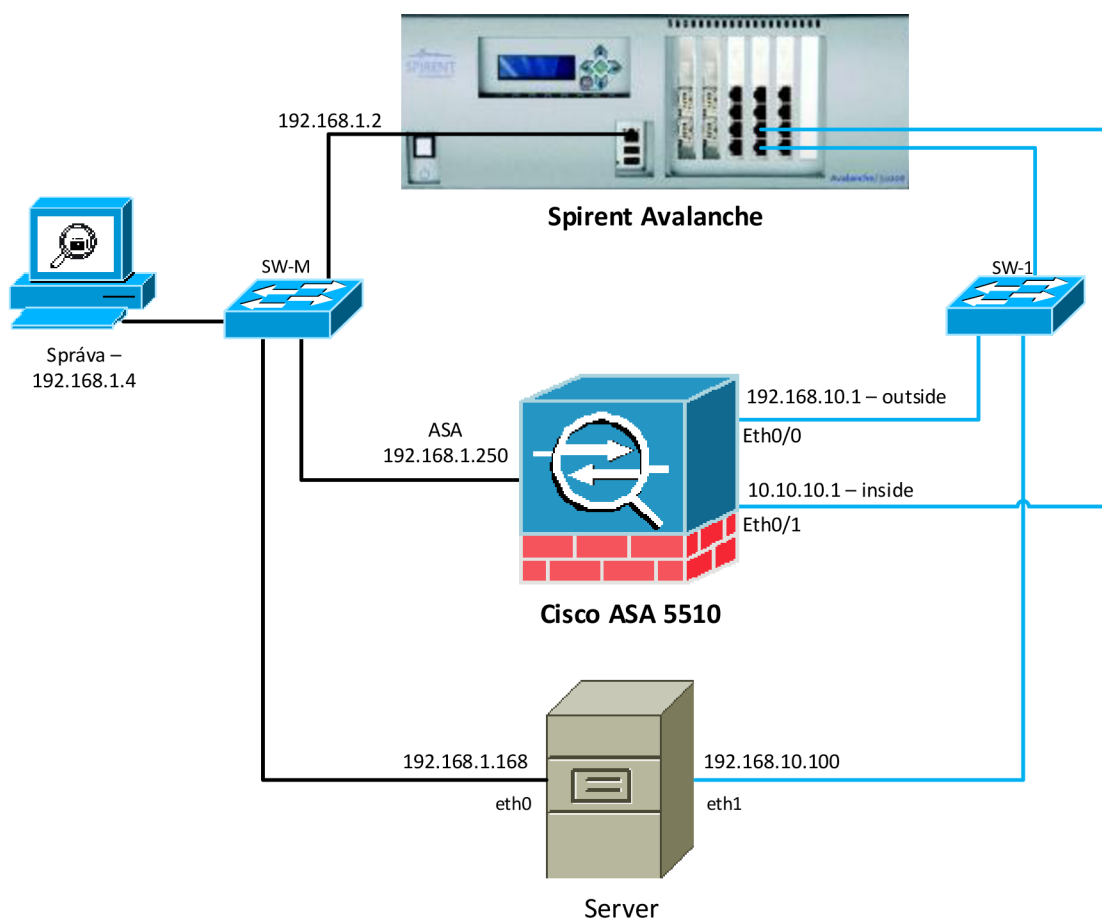 SPIRENT
192.168.1.2
Spirent Avalanche
SW-M
SW-1
Správa –
192.168.1.4
192.168.10.1 – outside
Eth0/0
ASA
192.168.1.250
10.10.10.1 – inside
Eth0/1
Cisco ASA 5510
192.168.1.168
192.168.10.100
eth0
eth1
Server